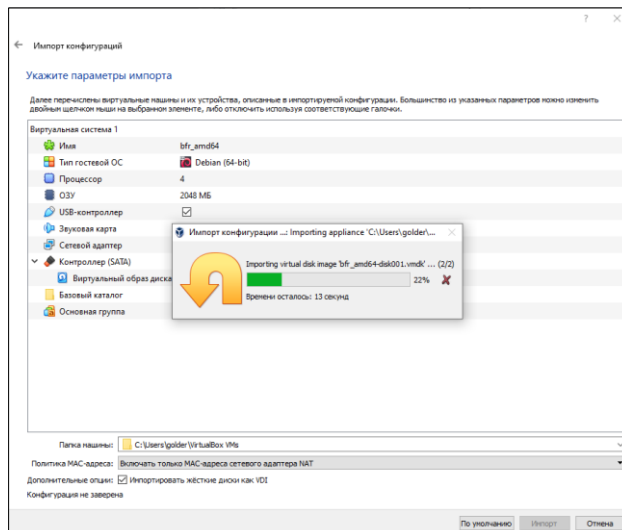 ?
Импорт конфигураций
Укажите параметры импорта
Далее перечислены виртуальные машины и их устройства, описанные в импортируемой конфигурации. Большинство из указанных параметров можно изменить
двойным щелчком мыши на выбранном элементе, либо отключить используя соответствующие галочки.
Виртуальная система 1
Имя bfr_amd64
Тип гостевой ОС Debian (64-bit)
Процессор 4
ОЗУ 2048 МБ
USB-контроллер
Звуковая карта
Сетевой адаптер
Контроллер (SATA)
Виртуальный образ диска
Базовый каталог
Основная группа
Импорт конфигурации ...: Importing appliance 'C:\Users\golder\...
Importing virtual disk image 'bfr_amd64-disk001.vmdk' ... (2/2)
22%
Времени осталось: 13 секунд
Папка машины: C:\Users\golder\VirtualBox VMs
Политика MAC-адреса: Включать только MAC-адреса сетевого адаптера NAT
Дополнительные опции: Импортировать жёсткие диски как VDI
Конфигурация не заверена
По умолчанию Импорт Отмена